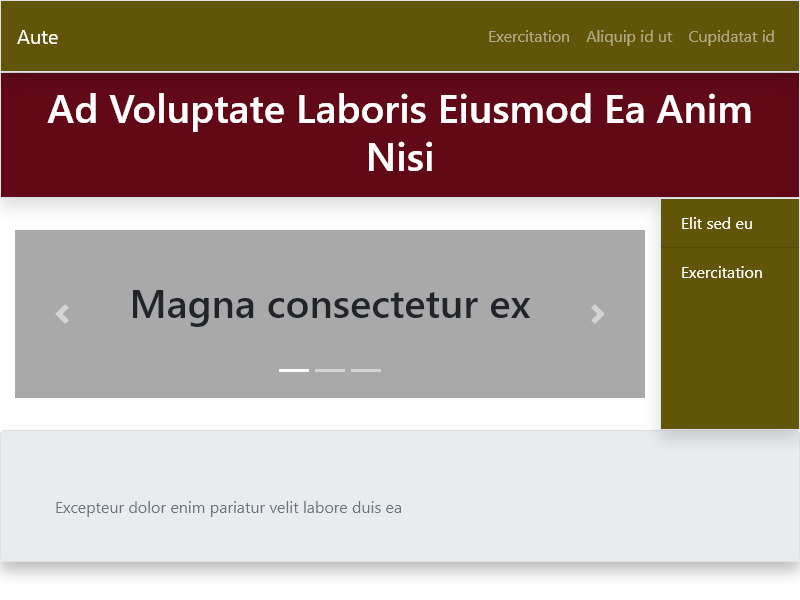 Aute
Exercitation Aliquip id ut Cupidatat id
Ad Voluptate Laboris Eiusmod Ea Anim
Nisi
Magna consectetur ex
Elit sed eu
Exercitation
Excepteur dolor enim pariatur velit labore duis ea